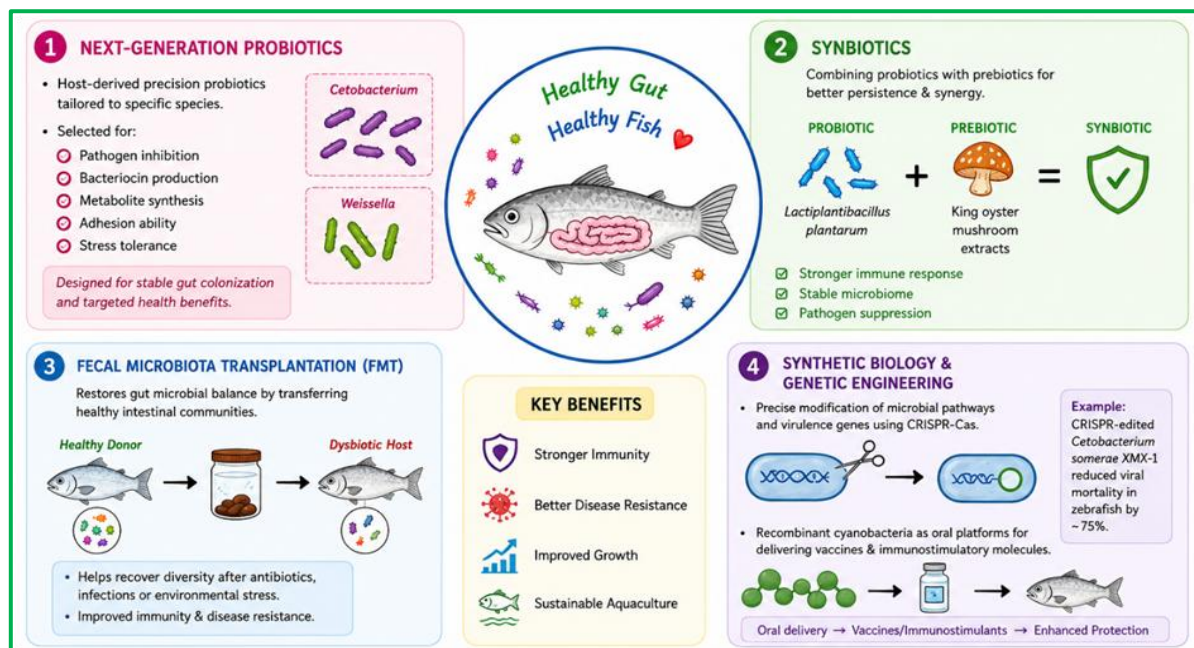 1 NEXT-GENERATION PROBIOTICS
• Host-derived precision probiotics
tailored to specific species.
• Selected for:
Pathogen inhibition
Bacteriocin production
Metabolite synthesis
Adhesion ability
Stress tolerance
Cetobacterium
Weissella
Designed for stable gut colonization
and targeted health benefits.
Healthy Gut
Healthy Fish
2 SYNBIOTICS
Combining probiotics with prebiotics for
better persistence & synergy.
PROBIOTIC
PREBIOTIC
SYNBIOTIC
+
=
Lactiplantibacillus
plantarum
King oyster
mushroom
extracts
Stronger immune response
Stable microbiome
Pathogen suppression
3 FECAL MICROBIOTA TRANSPLANTATION (FMT)
Restores gut microbial balance by transferring
healthy intestinal communities.
Healthy Donor
Dysbiotic Host
• Helps recover diversity after antibiotics,
infections or environmental stress.
• Improved immunity & disease resistance.
KEY BENEFITS
Stronger Immunity
Better Disease Resistance
Improved Growth
Sustainable Aquaculture
4 SYNTHETIC BIOLOGY &
GENETIC ENGINEERING
• Precise modification of microbial pathways
and virulence genes using CRISPR-Cas.
Example:
CRISPR-edited
Cetobacterium
somerae XMX-1
reduced viral
mortality in
zebrafish by
~ 75%.
• Recombinant cyanobacteria as oral platforms for
delivering vaccines & immunostimulatory molecules.
Oral delivery → Vaccines/Immunostimulants → Enhanced Protection